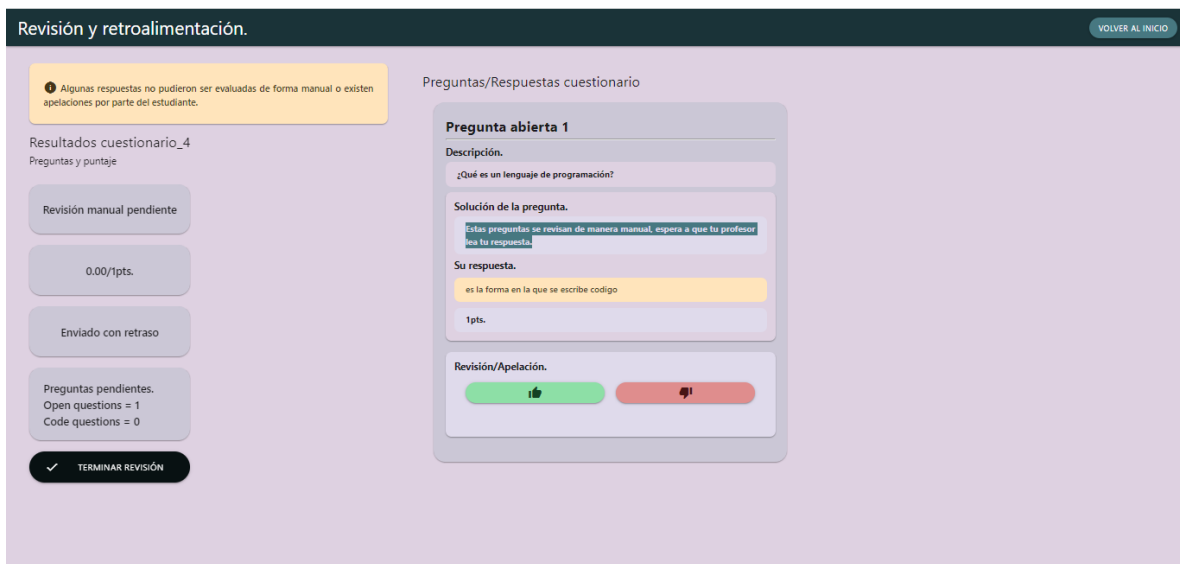 Revisión y retroalimentación.
VOLVER AL INICIO
Algunas respuestas no pudieron ser evaluadas de forma manual o existen
apelaciones por parte del estudiante.
Resultados cuestionario_4
Preguntas y puntaje
Revisión manual pendiente
0.00/1pts.
Enviado con retraso
Preguntas pendientes.
Open questions = 1
Code questions = 0
TERMINAR REVISIÓN
Preguntas/Respuestas cuestionario
Pregunta abierta 1
Descripción.
¿Qué es un lenguaje de programación?
Solución de la pregunta.
Estas preguntas se revisan de manera manual, espera a que tu profesor
lea tu respuesta.
Su respuesta.
es la forma en la que se escribe codigo
1pts.
Revisión/Apelación.